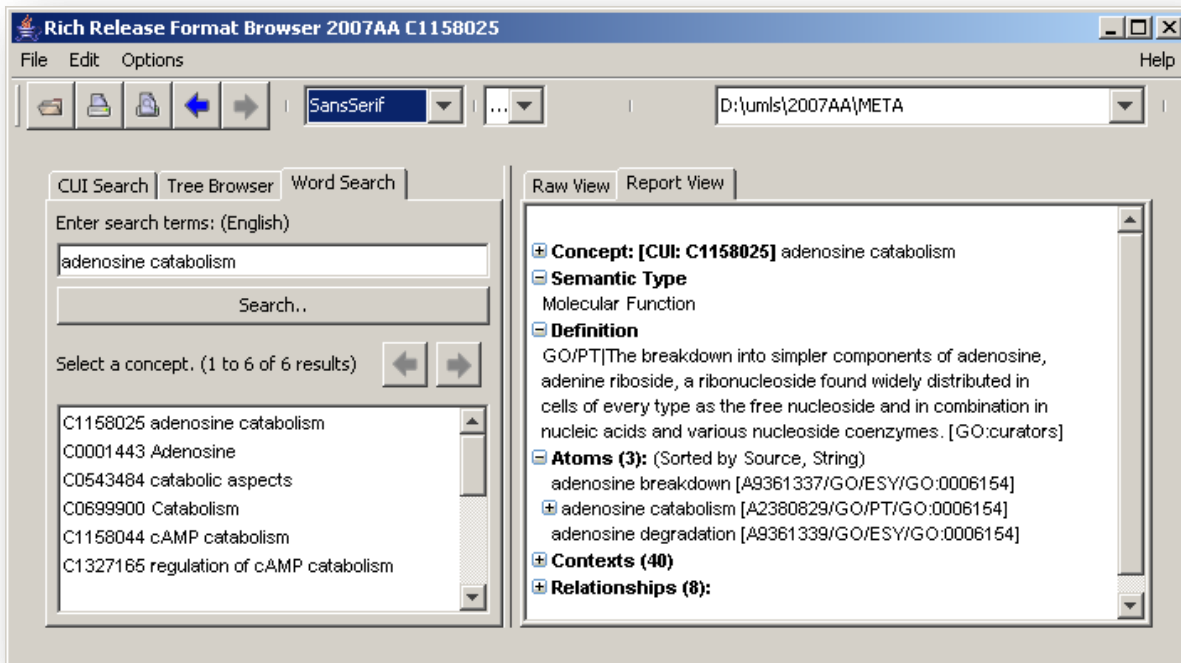 Rich Release Format Browser 2007AA C1158025
File Edit Options Help
SansSerif ... D:\umls\2007AA\META
CUI Search Tree Browser Word Search
Enter search terms: (English)
adenosine catabolism
Search..
Select a concept. (1 to 6 of 6 results)
C1158025 adenosine catabolism
C0001443 Adenosine
C0543484 catabolic aspects
C0699900 Catabolism
C1158044 cAMP catabolism
C1327165 regulation of cAMP catabolism
Raw View Report View
Concept: [CUI: C1158025] adenosine catabolism
Semantic Type
Molecular Function
Definition
GO/PT|The breakdown into simpler components of adenosine,
adenine riboside, a ribonucleoside found widely distributed in
cells of every type as the free nucleoside and in combination in
nucleic acids and various nucleoside coenzymes. [GO:curators]
Atoms (3): (Sorted by Source, String)
adenosine breakdown [A9361337/GO/ESY/GO:0006154]
adenosine catabolism [A2380829/GO/PT/GO:0006154]
adenosine degradation [A9361339/GO/ESY/GO:0006154]
Contexts (40)
Relationships (8):